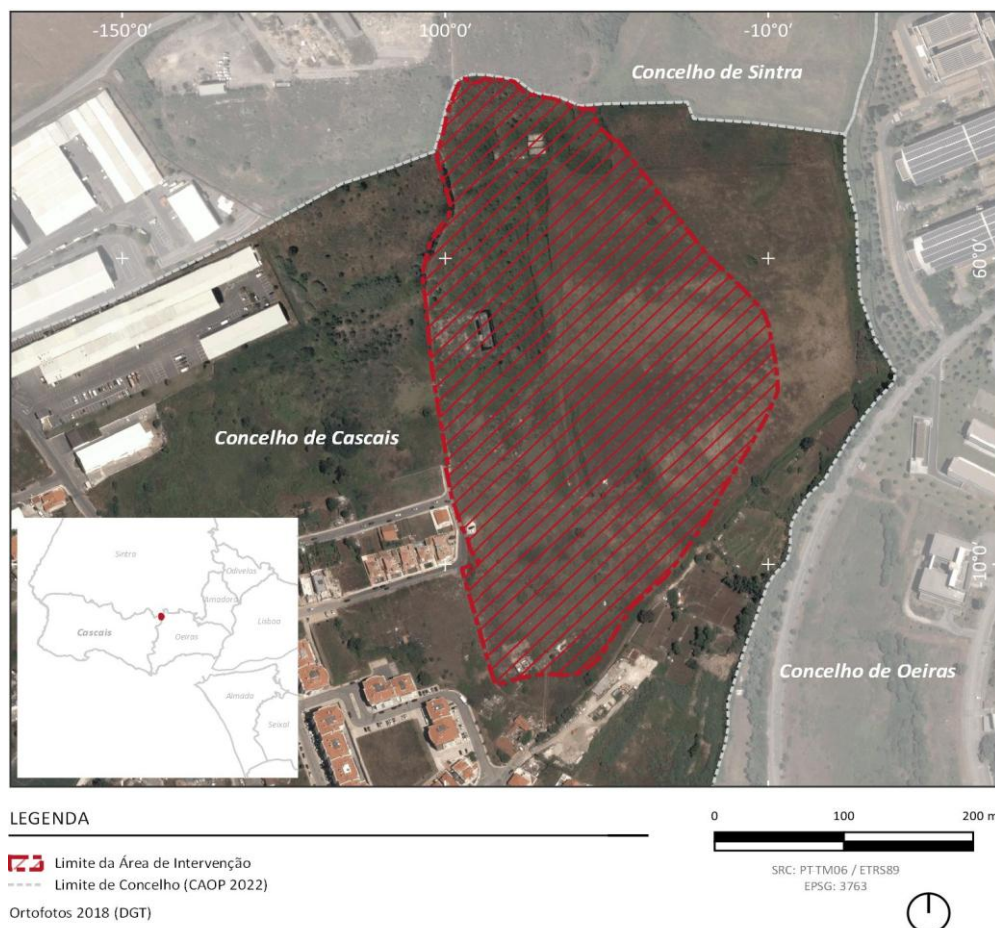 -150°0′ 100°0′ -10°0′
Concelho de Sintra
60°0′
Concelho de Cascais
-10°0′
Concelho de Oeiras
Sintra
Odivelas
Amadora
Lisboa
Cascais
Oeiras
Almada
Seixal
LEGENDA
Limite da Área de Intervenção
Limite de Concelho (CAOP 2022)
Ortofotos 2018 (DGT)
0 100 200 m
SRC: PT-TM06 / ETRS89
EPSG: 3763